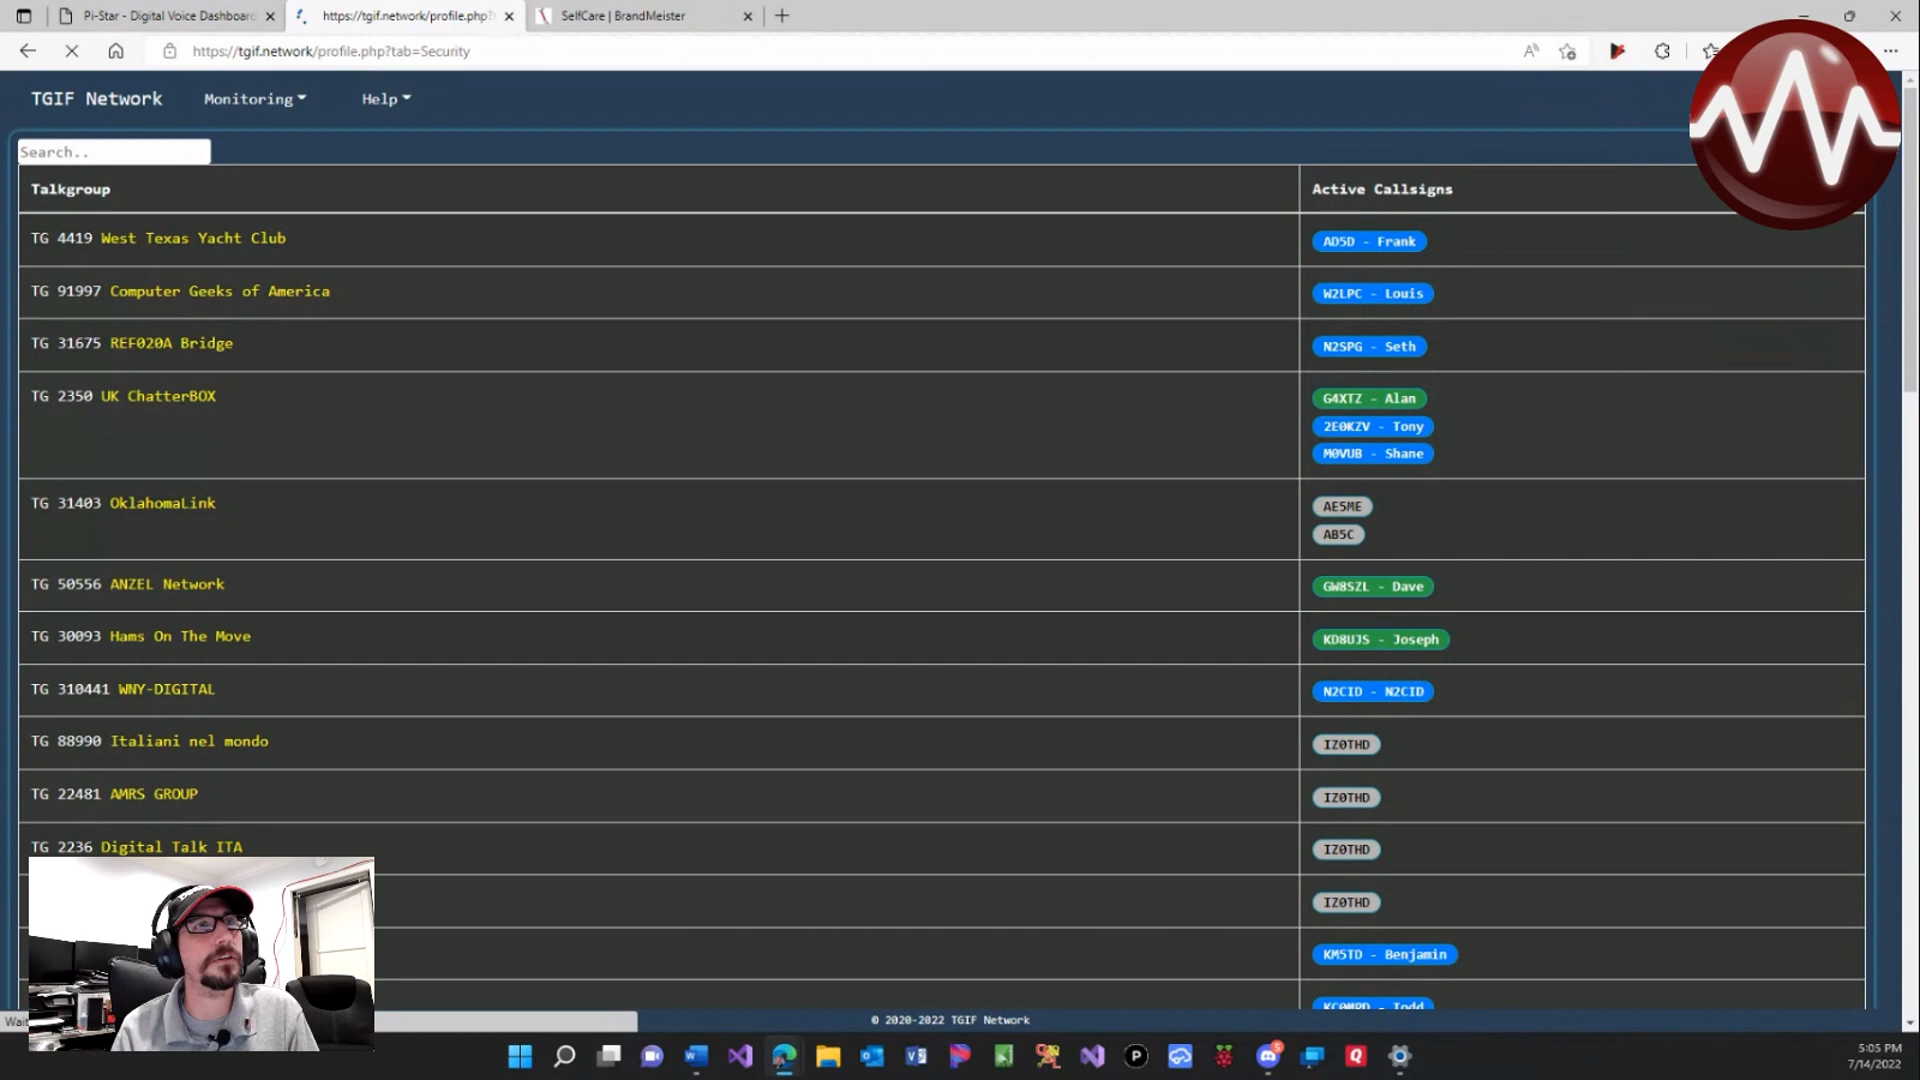 Pi-Star - Digital Voice Dashboard
https://tgif.network/profile.php?
SelfCare | BrandMeister
https://tgif.network/profile.php?tab=Security
TGIF Network
Monitoring
Help
Search..
Talkgroup
Active Callsigns
TG 4419 West Texas Yacht Club
AD5D - Frank
TG 91997 Computer Geeks of America
W2LPC - Louis
TG 31675 REF020A Bridge
N2SPG - Seth
TG 2350 UK ChatterBOX
G4XTZ - Alan
2E0KZV - Tony
M0VUB - Shane
TG 31403 OklahomaLink
AE5ME
AB5C
TG 50556 ANZEL Network
GW8SZL - Dave
TG 30093 Hams On The Move
KD8UJS - Joseph
TG 310441 WNY-DIGITAL
N2CID - N2CID
TG 88990 Italiani nel mondo
IZ0THD
TG 22481 AMRS GROUP
IZ0THD
TG 2236 Digital Talk ITA
IZ0THD
IZ0THD
KM5TD - Benjamin
KC0MPD - Todd
Wait
© 2020-2022 TGIF Network
5:05 PM
7/14/2022